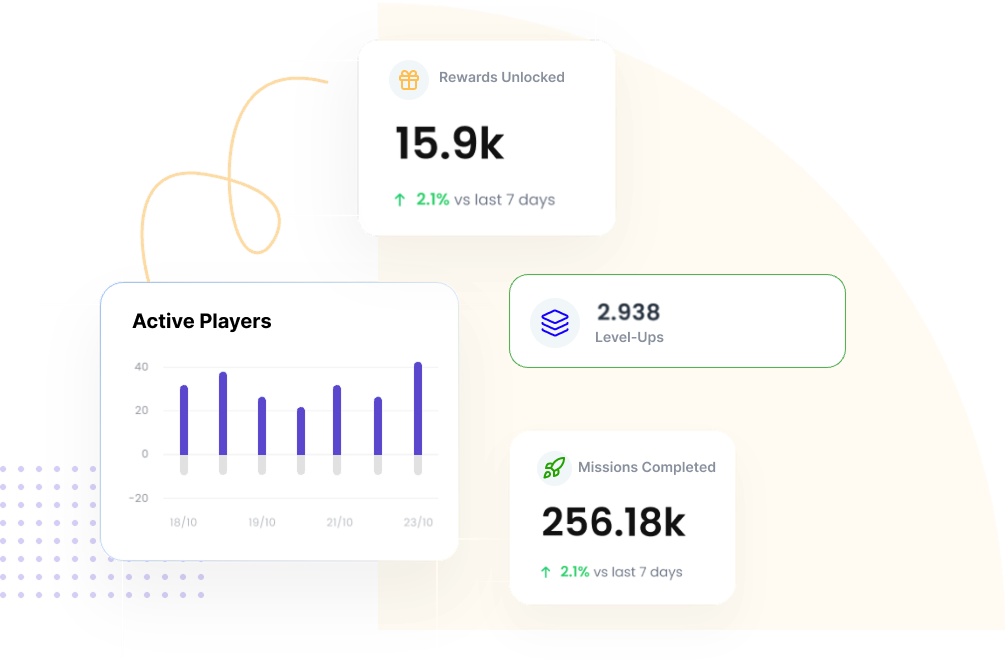 Rewards Unlocked
15.9k
↑ 2.1% vs last 7 days
Active Players
40
20
0
-20
18/10 19/10 21/10 23/10
2.938
Level-Ups
Missions Completed
256.18k
↑ 2.1% vs last 7 days